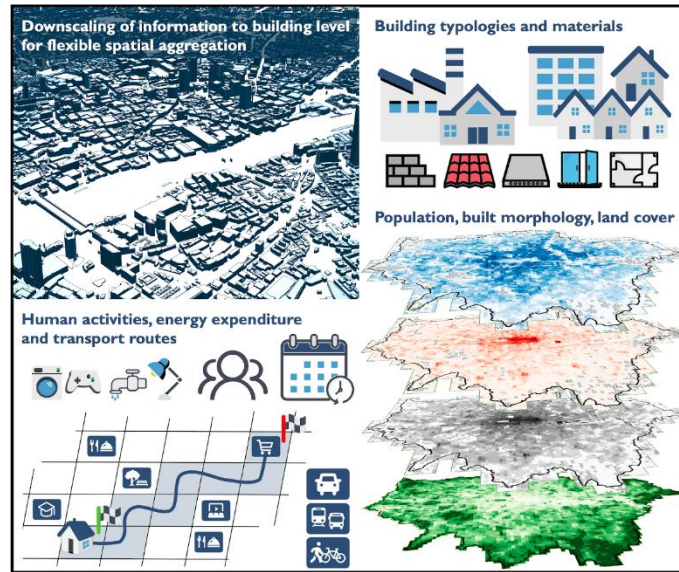 Downscaling of information to building level
for flexible spatial aggregation
Building typologies and materials
Population, built morphology, land cover
Human activities, energy expenditure
and transport routes